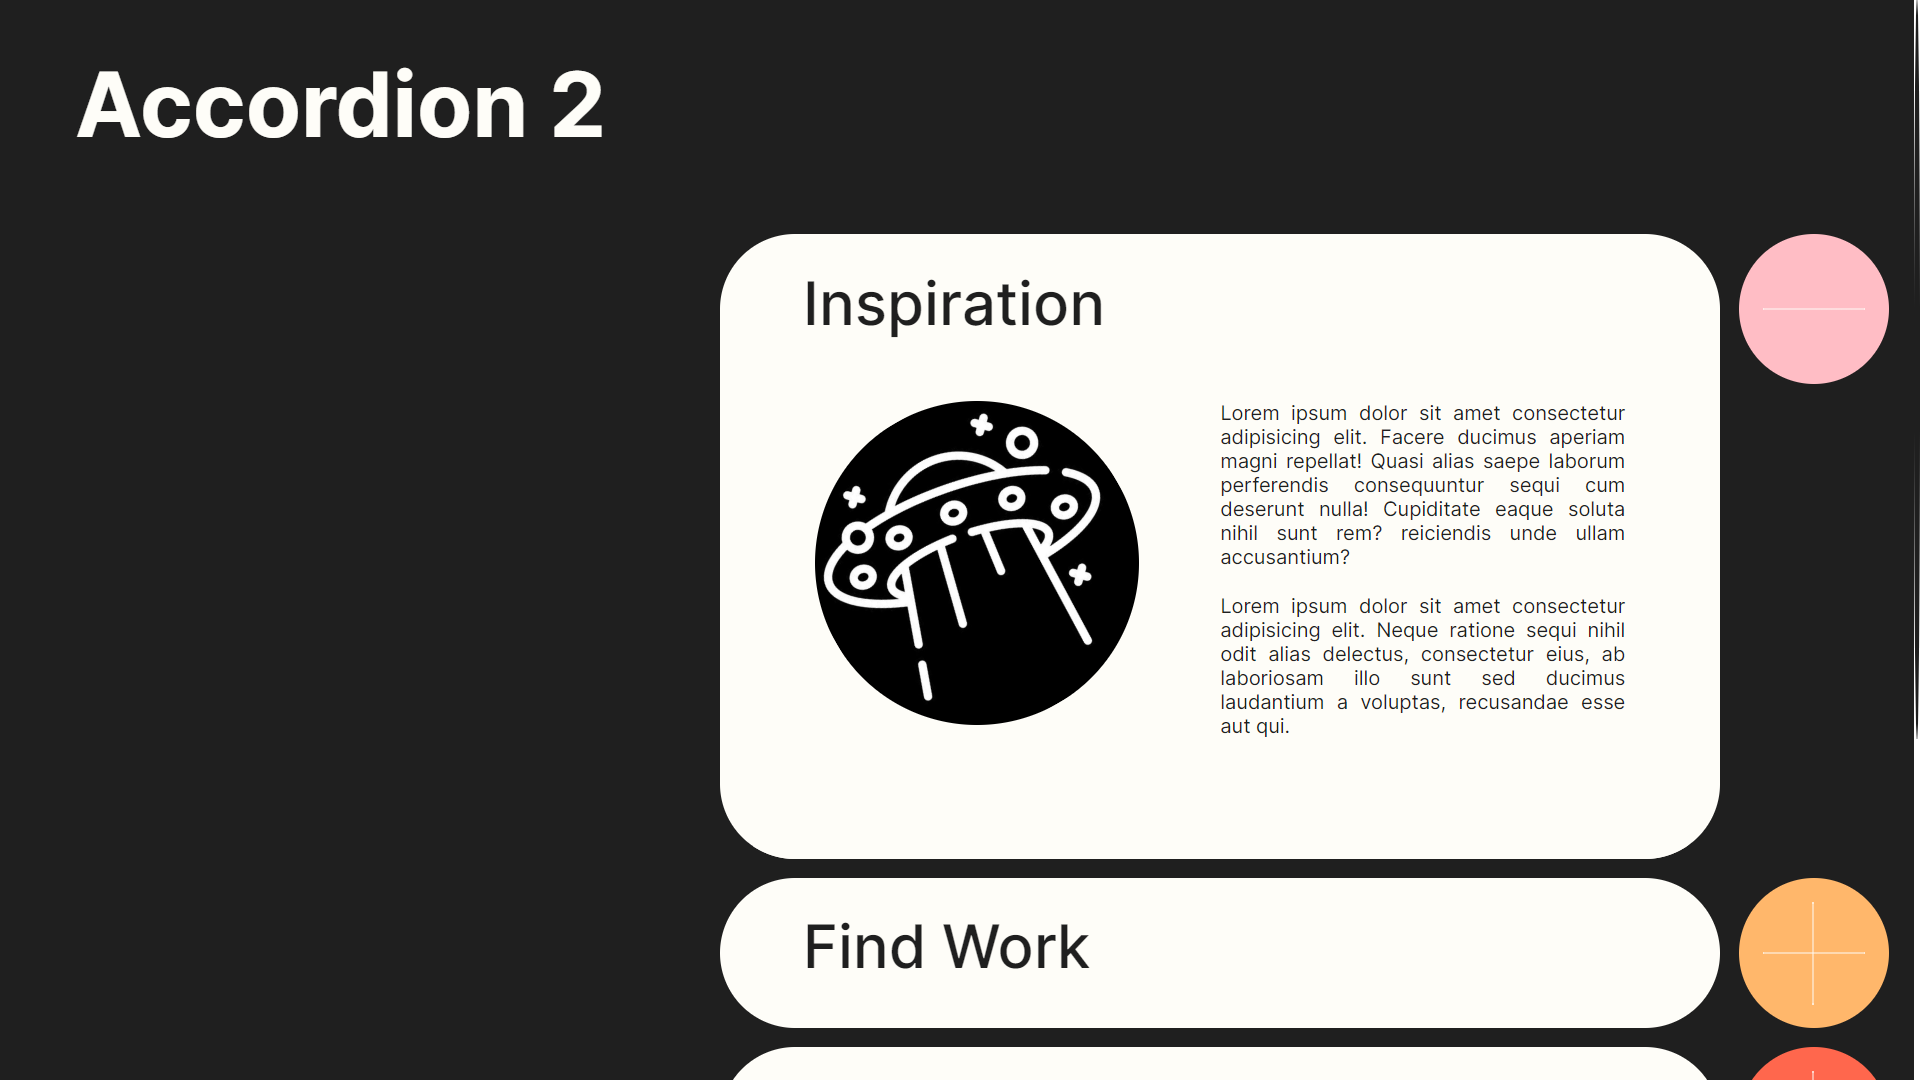 Accordion 2
Inspiration
Lorem ipsum dolor sit amet consectetur
adipisicing elit. Facere ducimus aperiam
magni repellat! Quasi alias saepe laborum
perferendis consequuntur sequi cum
deserunt nulla! Cupiditate eaque soluta
nihil sunt rem? reiciendis unde ullam
accusantium?
Lorem ipsum dolor sit amet consectetur
adipisicing elit. Neque ratione sequi nihil
odit alias delectus, consectetur eius, ab
laboriosam illo sunt sed ducimus
laudantium a voluptas, recusandae esse
aut qui.
Find Work